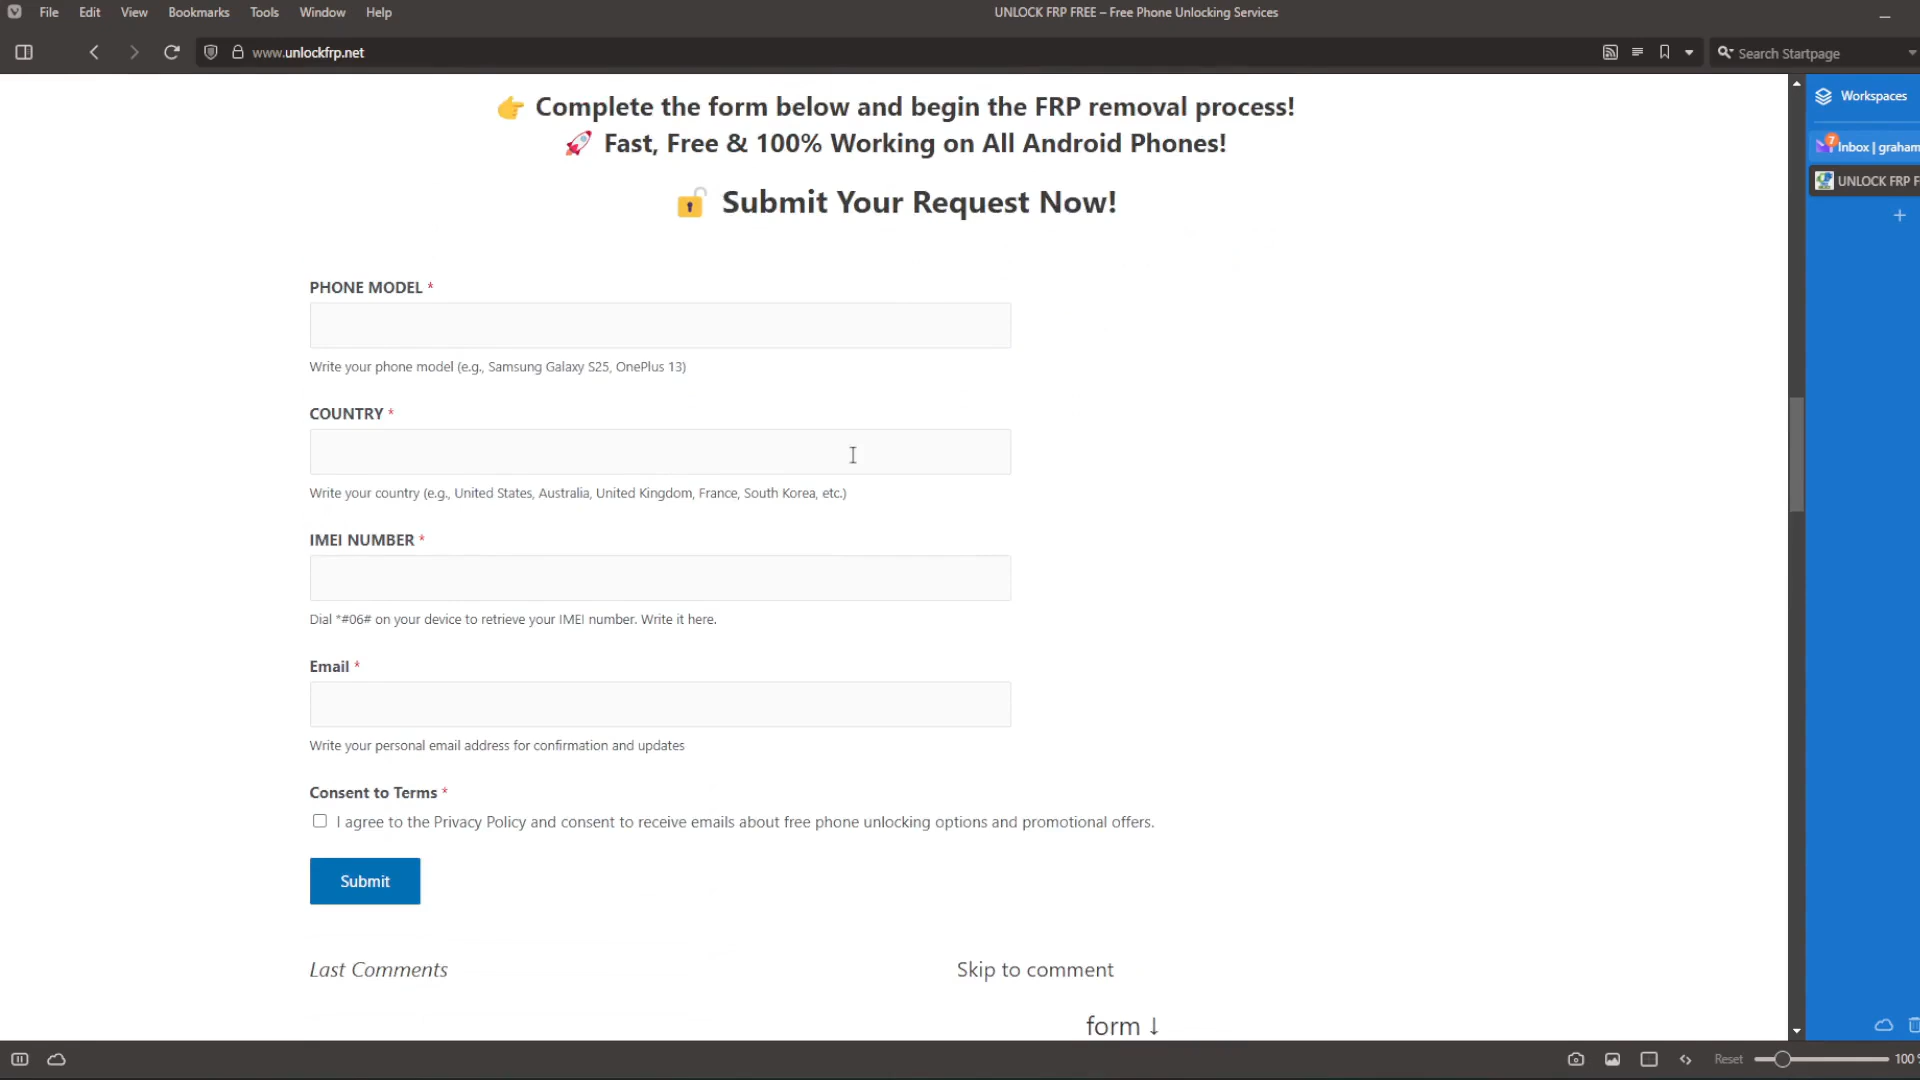 File Edit View Bookmarks Tools Window Help
UNLOCK FRP FREE – Free Phone Unlocking Services
www.unlockfrp.net
Search Startpage
Workspaces
7
Inbox | graham
UNLOCK FRP F
👉 Complete the form below and begin the FRP removal process!
🚀 Fast, Free & 100% Working on All Android Phones!
🔓 Submit Your Request Now!
PHONE MODEL *
Write your phone model (e.g., Samsung Galaxy S25, OnePlus 13)
COUNTRY *
Write your country (e.g., United States, Australia, United Kingdom, France, South Korea, etc.)
IMEI NUMBER *
Dial *#06# on your device to retrieve your IMEI number. Write it here.
Email *
Write your personal email address for confirmation and updates
Consent to Terms *
I agree to the Privacy Policy and consent to receive emails about free phone unlocking options and promotional offers.
Submit
Last Comments
Skip to comment
form ↓
Reset
100 %